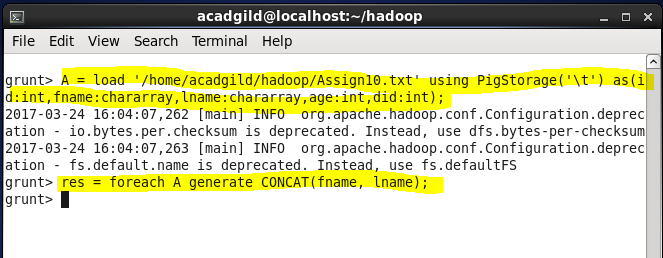 acadgild@localhost:~/hadoop
File Edit View Search Terminal Help
grunt> A = load '/home/acadgild/hadoop/Assign10.txt' using PigStorage('\t') as(i
d:int,fname:chararray,lname:chararray,age:int,did:int);
2017-03-24 16:04:07,262 [main] INFO  org.apache.hadoop.conf.Configuration.deprec
ation - io.bytes.per.checksum is deprecated. Instead, use dfs.bytes-per-checksum
2017-03-24 16:04:07,263 [main] INFO  org.apache.hadoop.conf.Configuration.deprec
ation - fs.default.name is deprecated. Instead, use fs.defaultFS
grunt> res = foreach A generate CONCAT(fname, lname);
grunt>